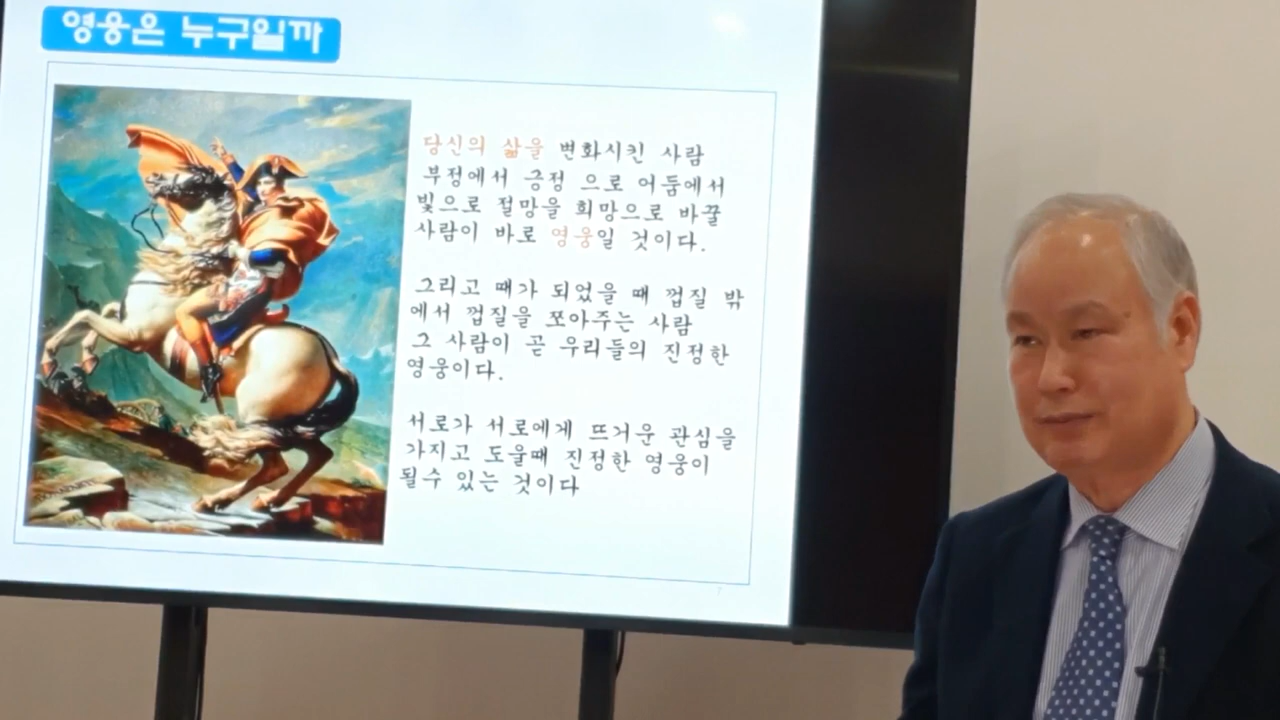 영웅은 누구일까
당신의 삶을 변화시킨 사람
부정에서 긍정 으로 어둠에서
빛으로 절망을 희망으로 바꿀
사람이 바로 영웅일 것이다.
그리고 때가 되었을 때 껍질 밖
에서 껍질을 쪼아주는 사람
그 사람이 곧 우리들의 진정한
영웅이다.
서로가 서로에게 뜨거운 관심을
가지고 도울때 진정한 영웅이
될수 있는 것이다
7